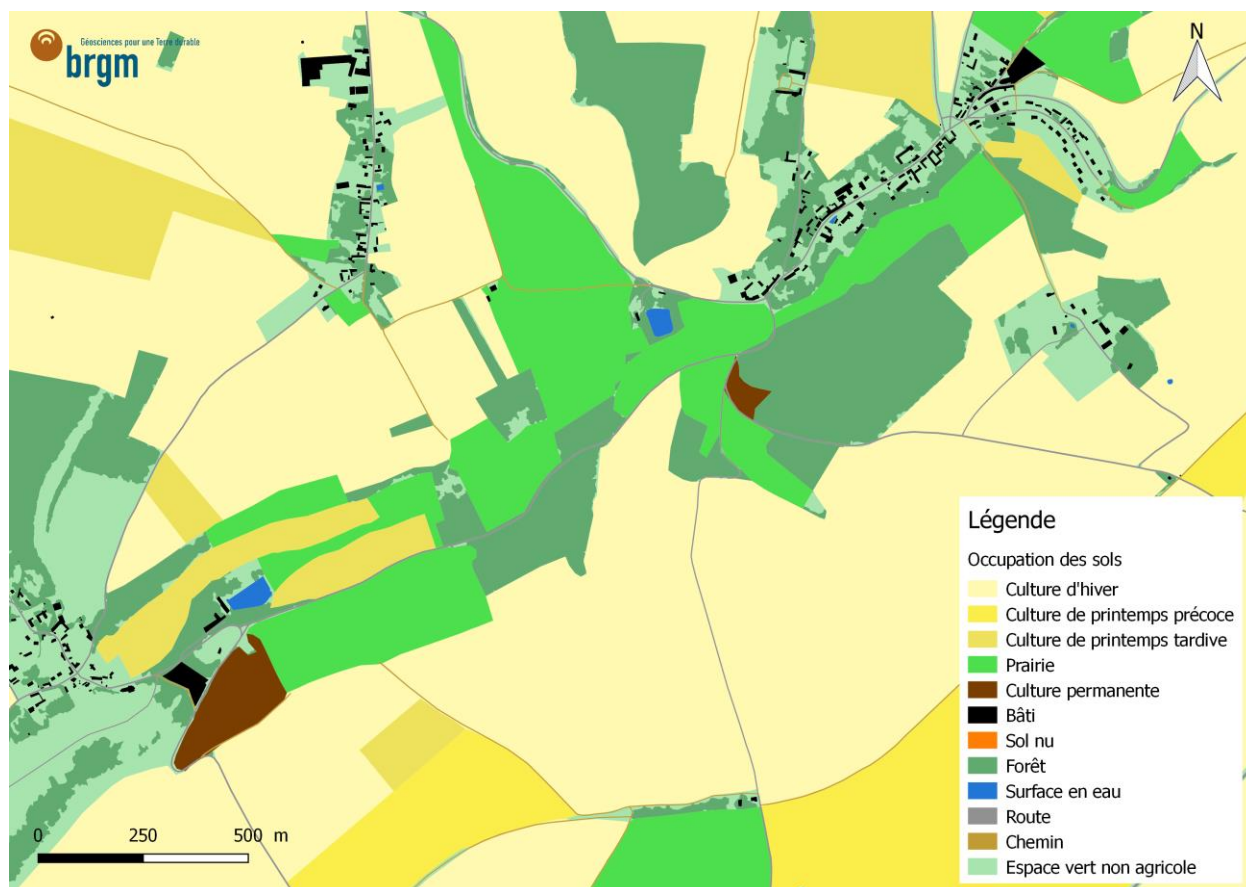 Géosciences pour une Terre durable
brgm
N
Légende
Occupation des sols
Culture d'hiver
Culture de printemps précoce
Culture de printemps tardive
Prairie
Culture permanente
Bâti
Sol nu
Forêt
Surface en eau
Route
Chemin
Espace vert non agricole
0 250 500 m